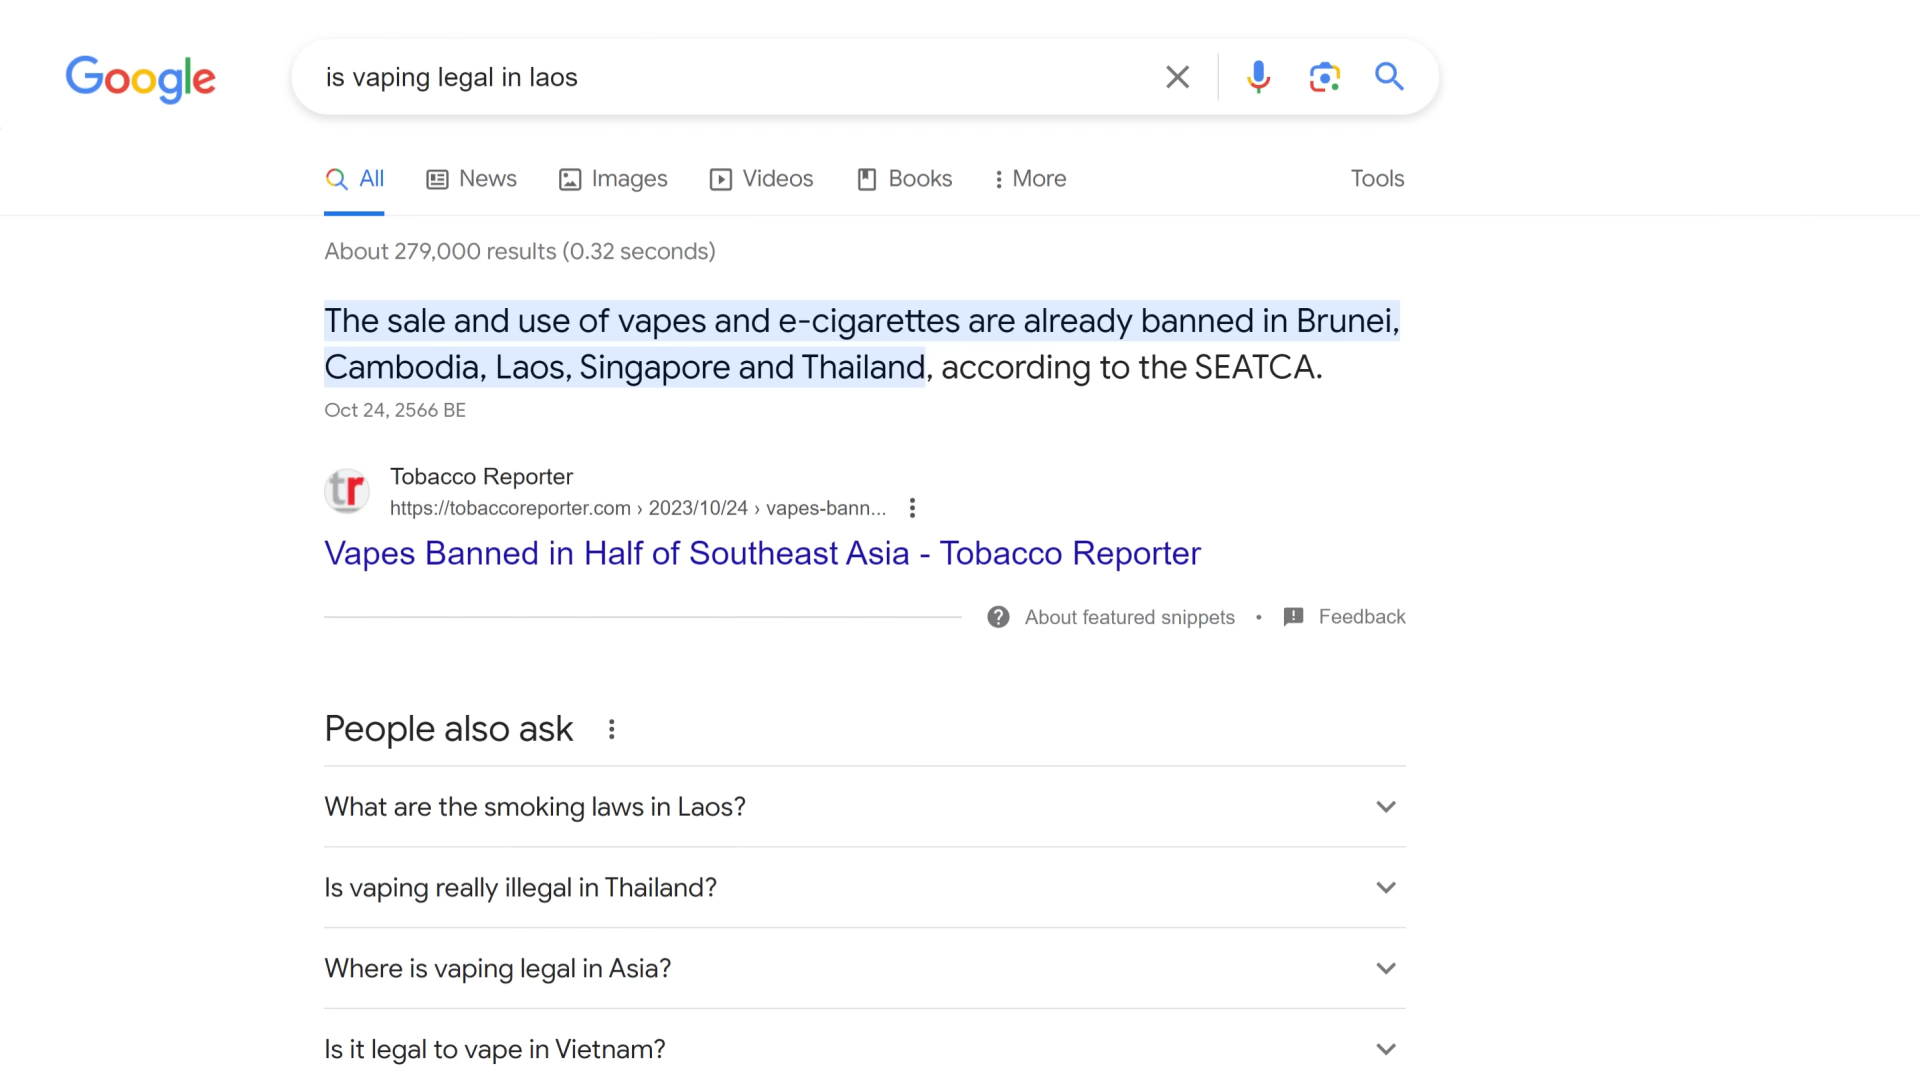 Google
is vaping legal in laos
All News Images Videos Books More Tools
About 279,000 results (0.32 seconds)
The sale and use of vapes and e-cigarettes are already banned in Brunei,
Cambodia, Laos, Singapore and Thailand, according to the SEATCA.
Oct 24, 2566 BE
tr
Tobacco Reporter
https://tobaccoreporter.com › 2023/10/24 › vapes-bann...
Vapes Banned in Half of Southeast Asia - Tobacco Reporter
About featured snippets • Feedback
People also ask
What are the smoking laws in Laos?
Is vaping really illegal in Thailand?
Where is vaping legal in Asia?
Is it legal to vape in Vietnam?